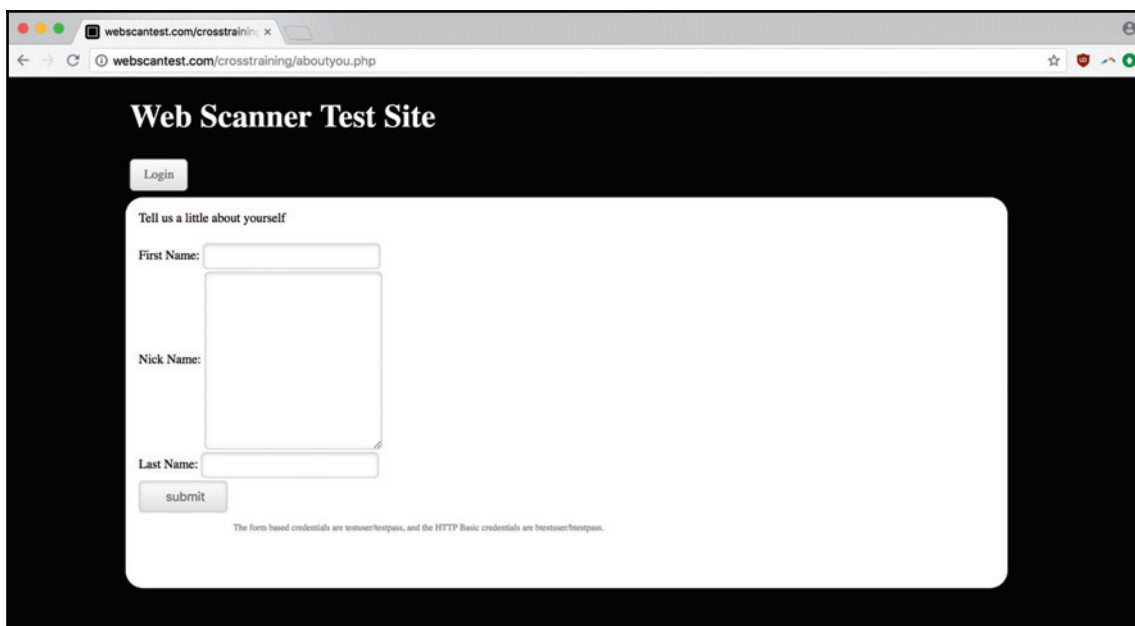 webscantest.com/crosstraining
webscantest.com/crosstraining/aboutyou.php
Web Scanner Test Site
Login
Tell us a little about yourself
First Name:
Nick Name:
Last Name:
submit
The form based credentials are testuser/testpass, and the HTTP Basic credentials are btestuser/btestpass.